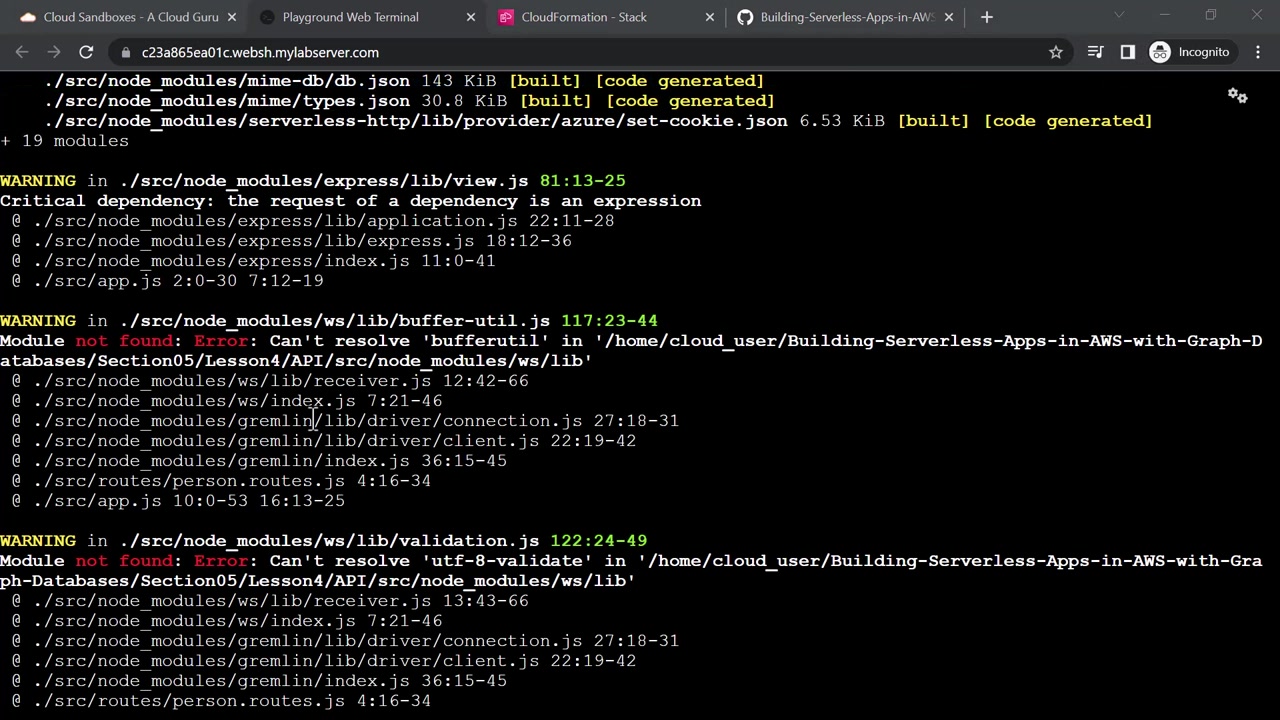 Cloud Sandboxes - A Cloud Guru
Playground Web Terminal
CloudFormation - Stack
Building-Serverless-Apps-in-AWS
c23a865ea01c.websh.mylabserver.com
Incognito
./src/node_modules/mime-db/db.json 143 KiB [built] [code generated]
./src/node_modules/mime/types.json 30.8 KiB [built] [code generated]
./src/node_modules/serverless-http/lib/provider/azure/set-cookie.json 6.53 KiB [built] [code generated]
+ 19 modules
WARNING in ./src/node_modules/express/lib/view.js 81:13-25
Critical dependency: the request of a dependency is an expression
@ ./src/node_modules/express/lib/application.js 22:11-28
@ ./src/node_modules/express/lib/express.js 18:12-36
@ ./src/node_modules/express/index.js 11:0-41
@ ./src/app.js 2:0-30 7:12-19
WARNING in ./src/node_modules/ws/lib/buffer-util.js 117:23-44
Module not found: Error: Can't resolve 'bufferutil' in '/home/cloud_user/Building-Serverless-Apps-in-AWS-with-Graph-D
atabases/Section05/Lesson4/API/src/node_modules/ws/lib'
@ ./src/node_modules/ws/lib/receiver.js 12:42-66
@ ./src/node_modules/ws/index.js 7:21-46
@ ./src/node_modules/gremlin/lib/driver/connection.js 27:18-31
@ ./src/node_modules/gremlin/lib/driver/client.js 22:19-42
@ ./src/node_modules/gremlin/index.js 36:15-45
@ ./src/routes/person.routes.js 4:16-34
@ ./src/app.js 10:0-53 16:13-25
WARNING in ./src/node_modules/ws/lib/validation.js 122:24-49
Module not found: Error: Can't resolve 'utf-8-validate' in '/home/cloud_user/Building-Serverless-Apps-in-AWS-with-Gra
ph-Databases/Section05/Lesson4/API/src/node_modules/ws/lib'
@ ./src/node_modules/ws/lib/receiver.js 13:43-66
@ ./src/node_modules/ws/index.js 7:21-46
@ ./src/node_modules/gremlin/lib/driver/connection.js 27:18-31
@ ./src/node_modules/gremlin/lib/driver/client.js 22:19-42
@ ./src/node_modules/gremlin/index.js 36:15-45
@ ./src/routes/person.routes.js 4:16-34